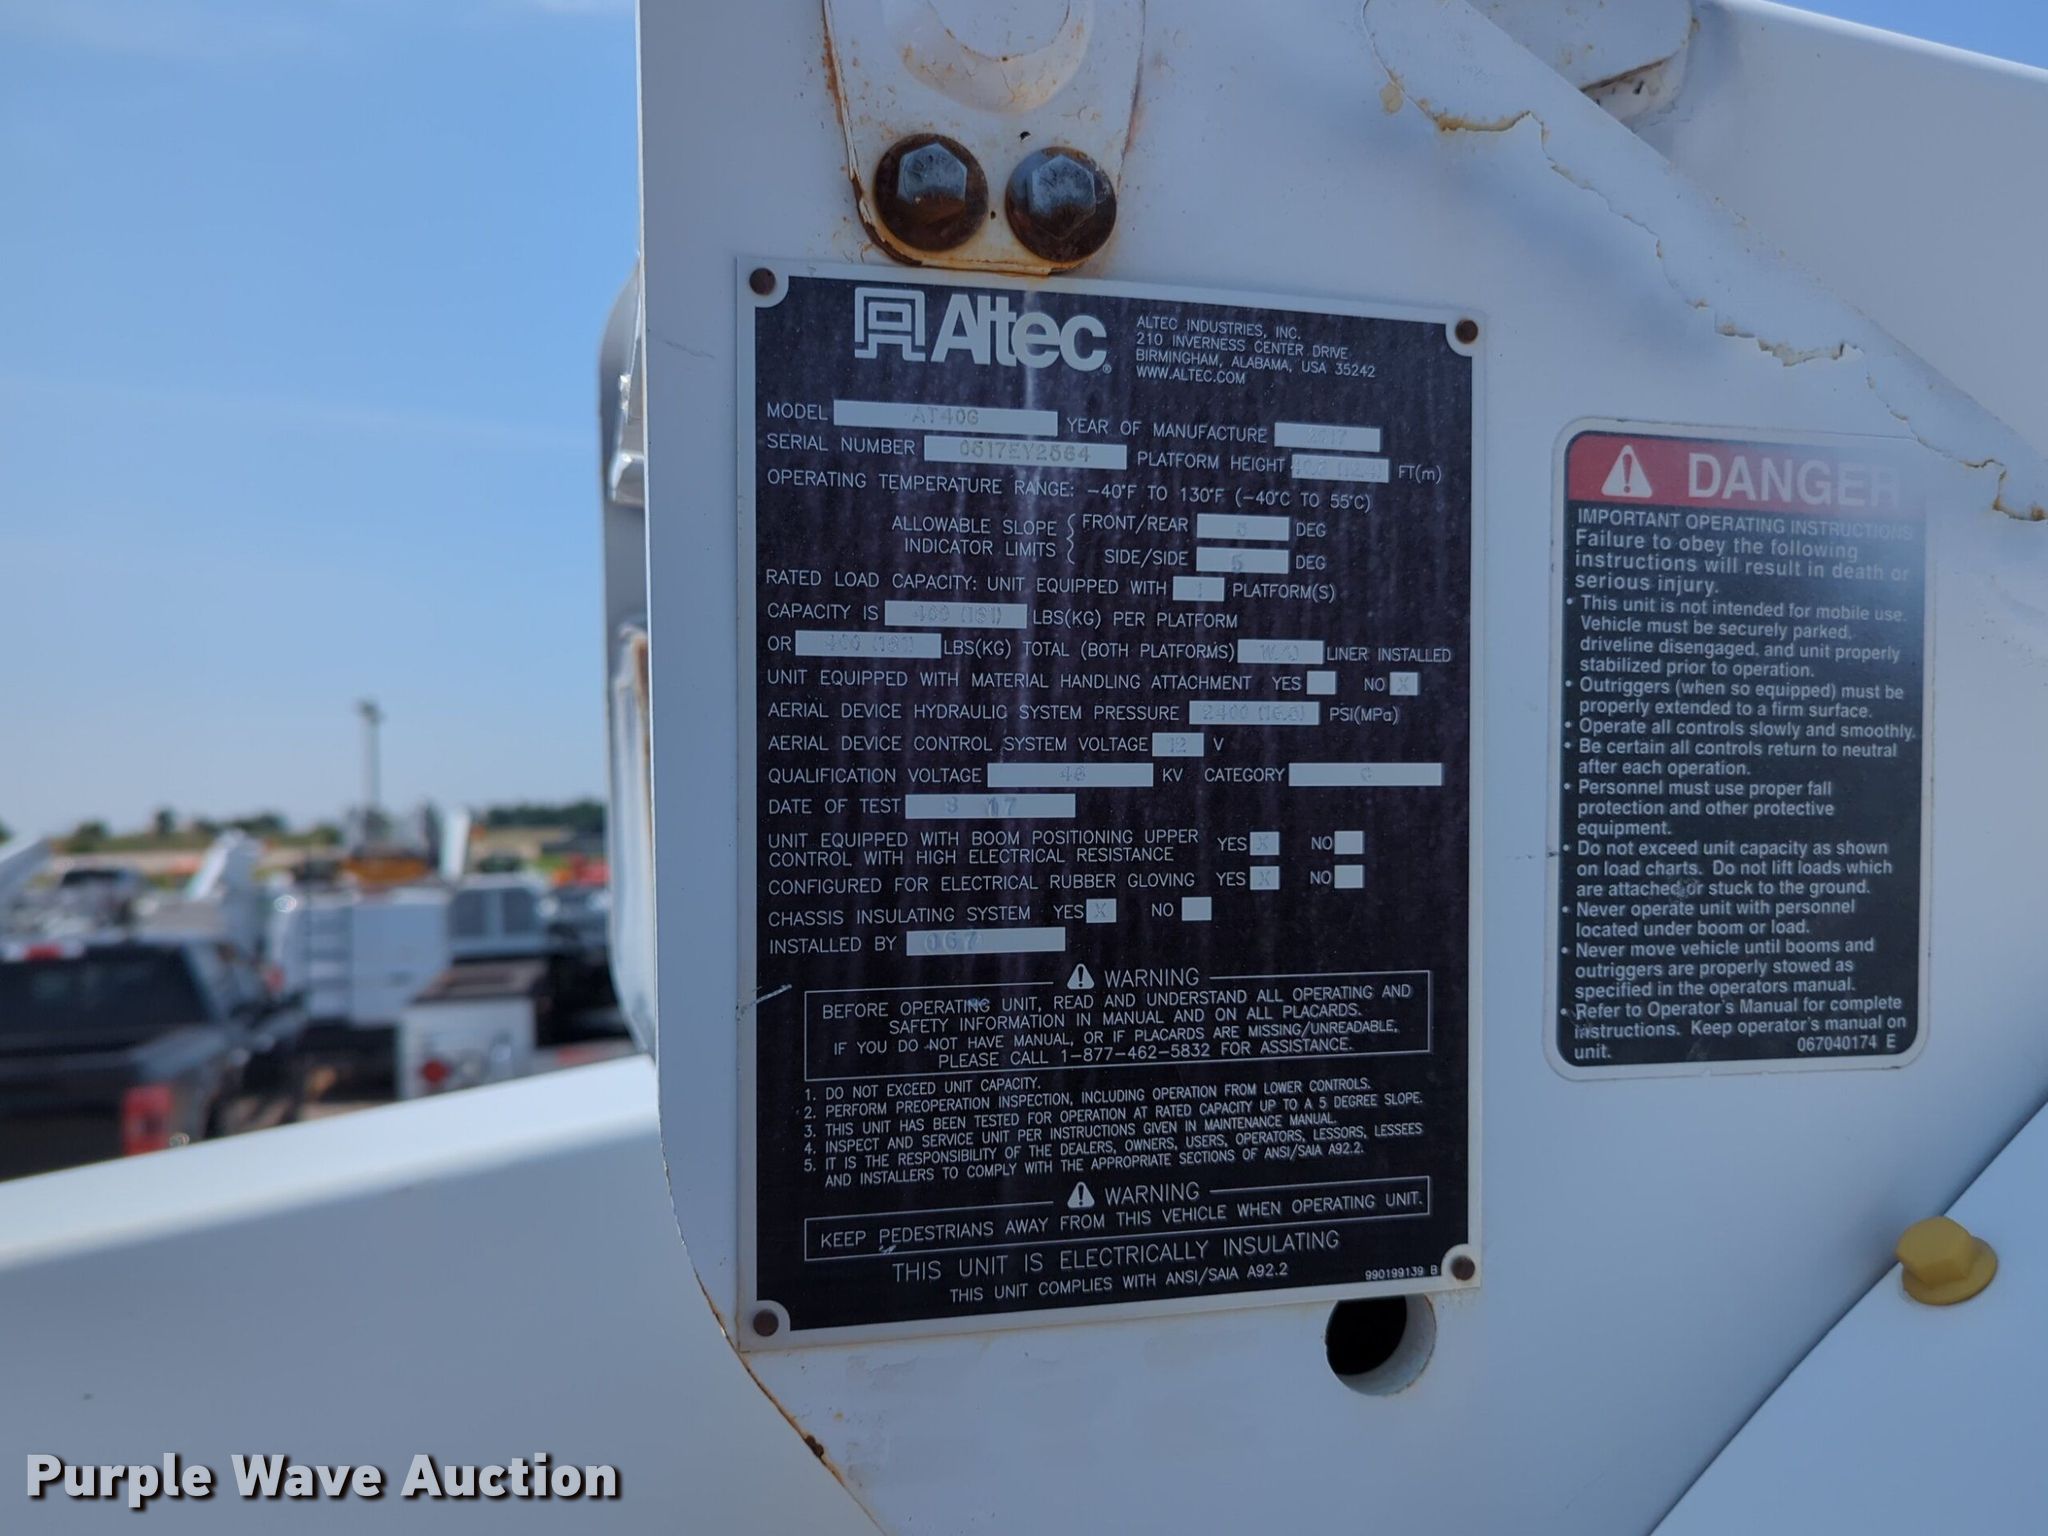 Altec®
ALTEC INDUSTRIES, INC.
210 INVERNESS CENTER DRIVE
BIRMINGHAM, ALABAMA, USA 35242
WWW.ALTEC.COM
MODEL AT40G YEAR OF MANUFACTURE 2017
SERIAL NUMBER 0517EY2564 PLATFORM HEIGHT FT(m)
OPERATING TEMPERATURE RANGE: -40°F TO 130°F (-40°C TO 55°C)
ALLOWABLE SLOPE INDICATOR LIMITS
FRONT/REAR 5 DEG
SIDE/SIDE 5 DEG
RATED LOAD CAPACITY: UNIT EQUIPPED WITH 1 PLATFORM(S)
CAPACITY IS 400 (181) LBS(KG) PER PLATFORM
OR 400 (181) LBS(KG) TOTAL (BOTH PLATFORMS) LINER INSTALLED
UNIT EQUIPPED WITH MATERIAL HANDLING ATTACHMENT YES NO X
AERIAL DEVICE HYDRAULIC SYSTEM PRESSURE 2400 (16.5) PSI(MPa)
AERIAL DEVICE CONTROL SYSTEM VOLTAGE 12 V
QUALIFICATION VOLTAGE 46 KV CATEGORY C
DATE OF TEST 17
UNIT EQUIPPED WITH BOOM POSITIONING UPPER YES X NO
CONTROL WITH HIGH ELECTRICAL RESISTANCE
CONFIGURED FOR ELECTRICAL RUBBER GLOVING YES X NO
CHASSIS INSULATING SYSTEM YES X NO
INSTALLED BY 067
WARNING
BEFORE OPERATING UNIT, READ AND UNDERSTAND ALL OPERATING AND
SAFETY INFORMATION IN MANUAL AND ON ALL PLACARDS.
IF YOU DO NOT HAVE MANUAL, OR IF PLACARDS ARE MISSING/UNREADABLE,
PLEASE CALL 1-877-462-5832 FOR ASSISTANCE.
1. DO NOT EXCEED UNIT CAPACITY.
2. PERFORM PREOPERATION INSPECTION, INCLUDING OPERATION FROM LOWER CONTROLS.
3. THIS UNIT HAS BEEN TESTED FOR OPERATION AT RATED CAPACITY UP TO A 5 DEGREE SLOPE.
4. INSPECT AND SERVICE UNIT PER INSTRUCTIONS GIVEN IN MAINTENANCE MANUAL.
5. IT IS THE RESPONSIBILITY OF THE DEALERS, OWNERS, USERS, OPERATORS, LESSORS, LESSEES
AND INSTALLERS TO COMPLY WITH THE APPROPRIATE SECTIONS OF ANSI/SAIA A92.2.
WARNING
KEEP PEDESTRIANS AWAY FROM THIS VEHICLE WHEN OPERATING UNIT.
THIS UNIT IS ELECTRICALLY INSULATING
THIS UNIT COMPLIES WITH ANSI/SAIA A92.2
990199139 B
DANGER
IMPORTANT OPERATING INSTRUCTIONS
Failure to obey the following
instructions will result in death or
serious injury.
• This unit is not intended for mobile use.
Vehicle must be securely parked,
driveline disengaged, and unit properly
stabilized prior to operation.
• Outriggers (when so equipped) must be
properly extended to a firm surface.
• Operate all controls slowly and smoothly.
• Be certain all controls return to neutral
after each operation.
• Personnel must use proper fall
protection and other protective
equipment.
• Do not exceed unit capacity as shown
on load charts. Do not lift loads which
are attached or stuck to the ground.
• Never operate unit with personnel
located under boom or load.
• Never move vehicle until booms and
outriggers are properly stowed as
specified in the operators manual.
• Refer to Operator's Manual for complete
instructions. Keep operator's manual on
unit.
067040174 E
Purple Wave Auction